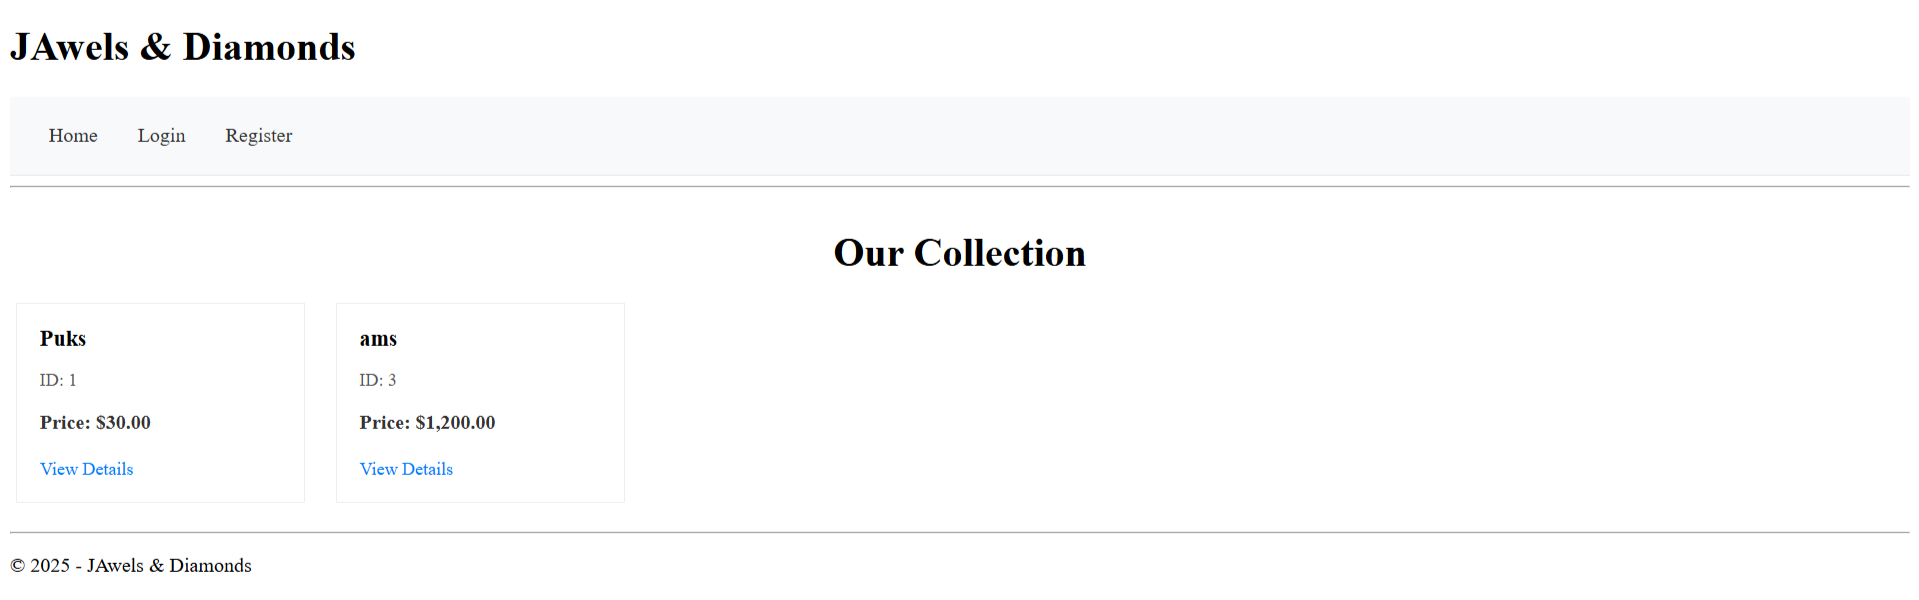 JAwels & Diamonds
Home Login Register
Our Collection
Puks
ID: 1
Price: $30.00
View Details
ams
ID: 3
Price: $1,200.00
View Details
© 2025 - JAwels & Diamonds